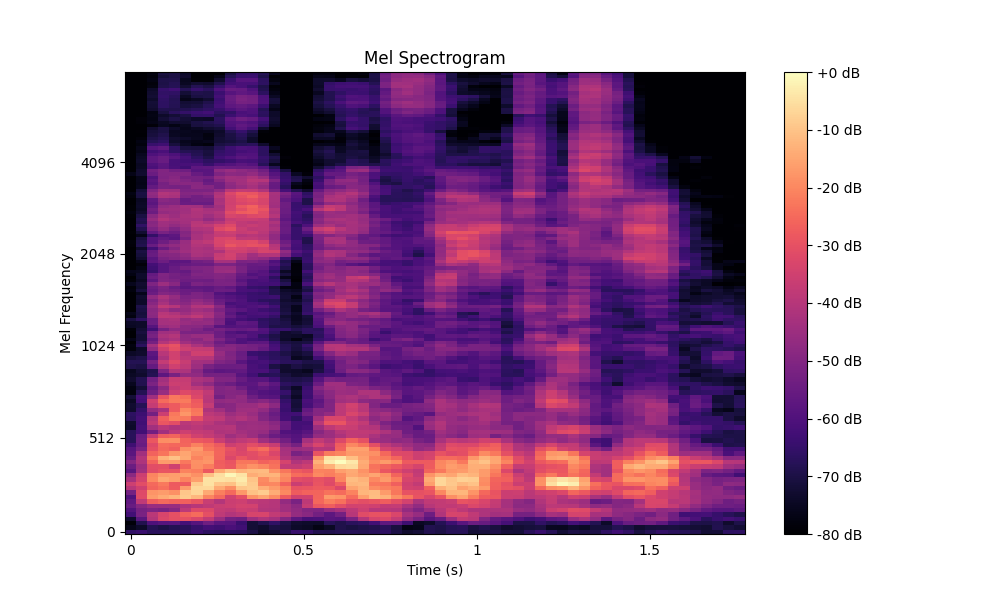 Mel Spectrogram
+0 dB
-10 dB
-20 dB
-30 dB
-40 dB
-50 dB
-60 dB
-70 dB
-80 dB
Mel Frequency
4096
2048
1024
512
0
0 0.5 1 1.5
Time (s)